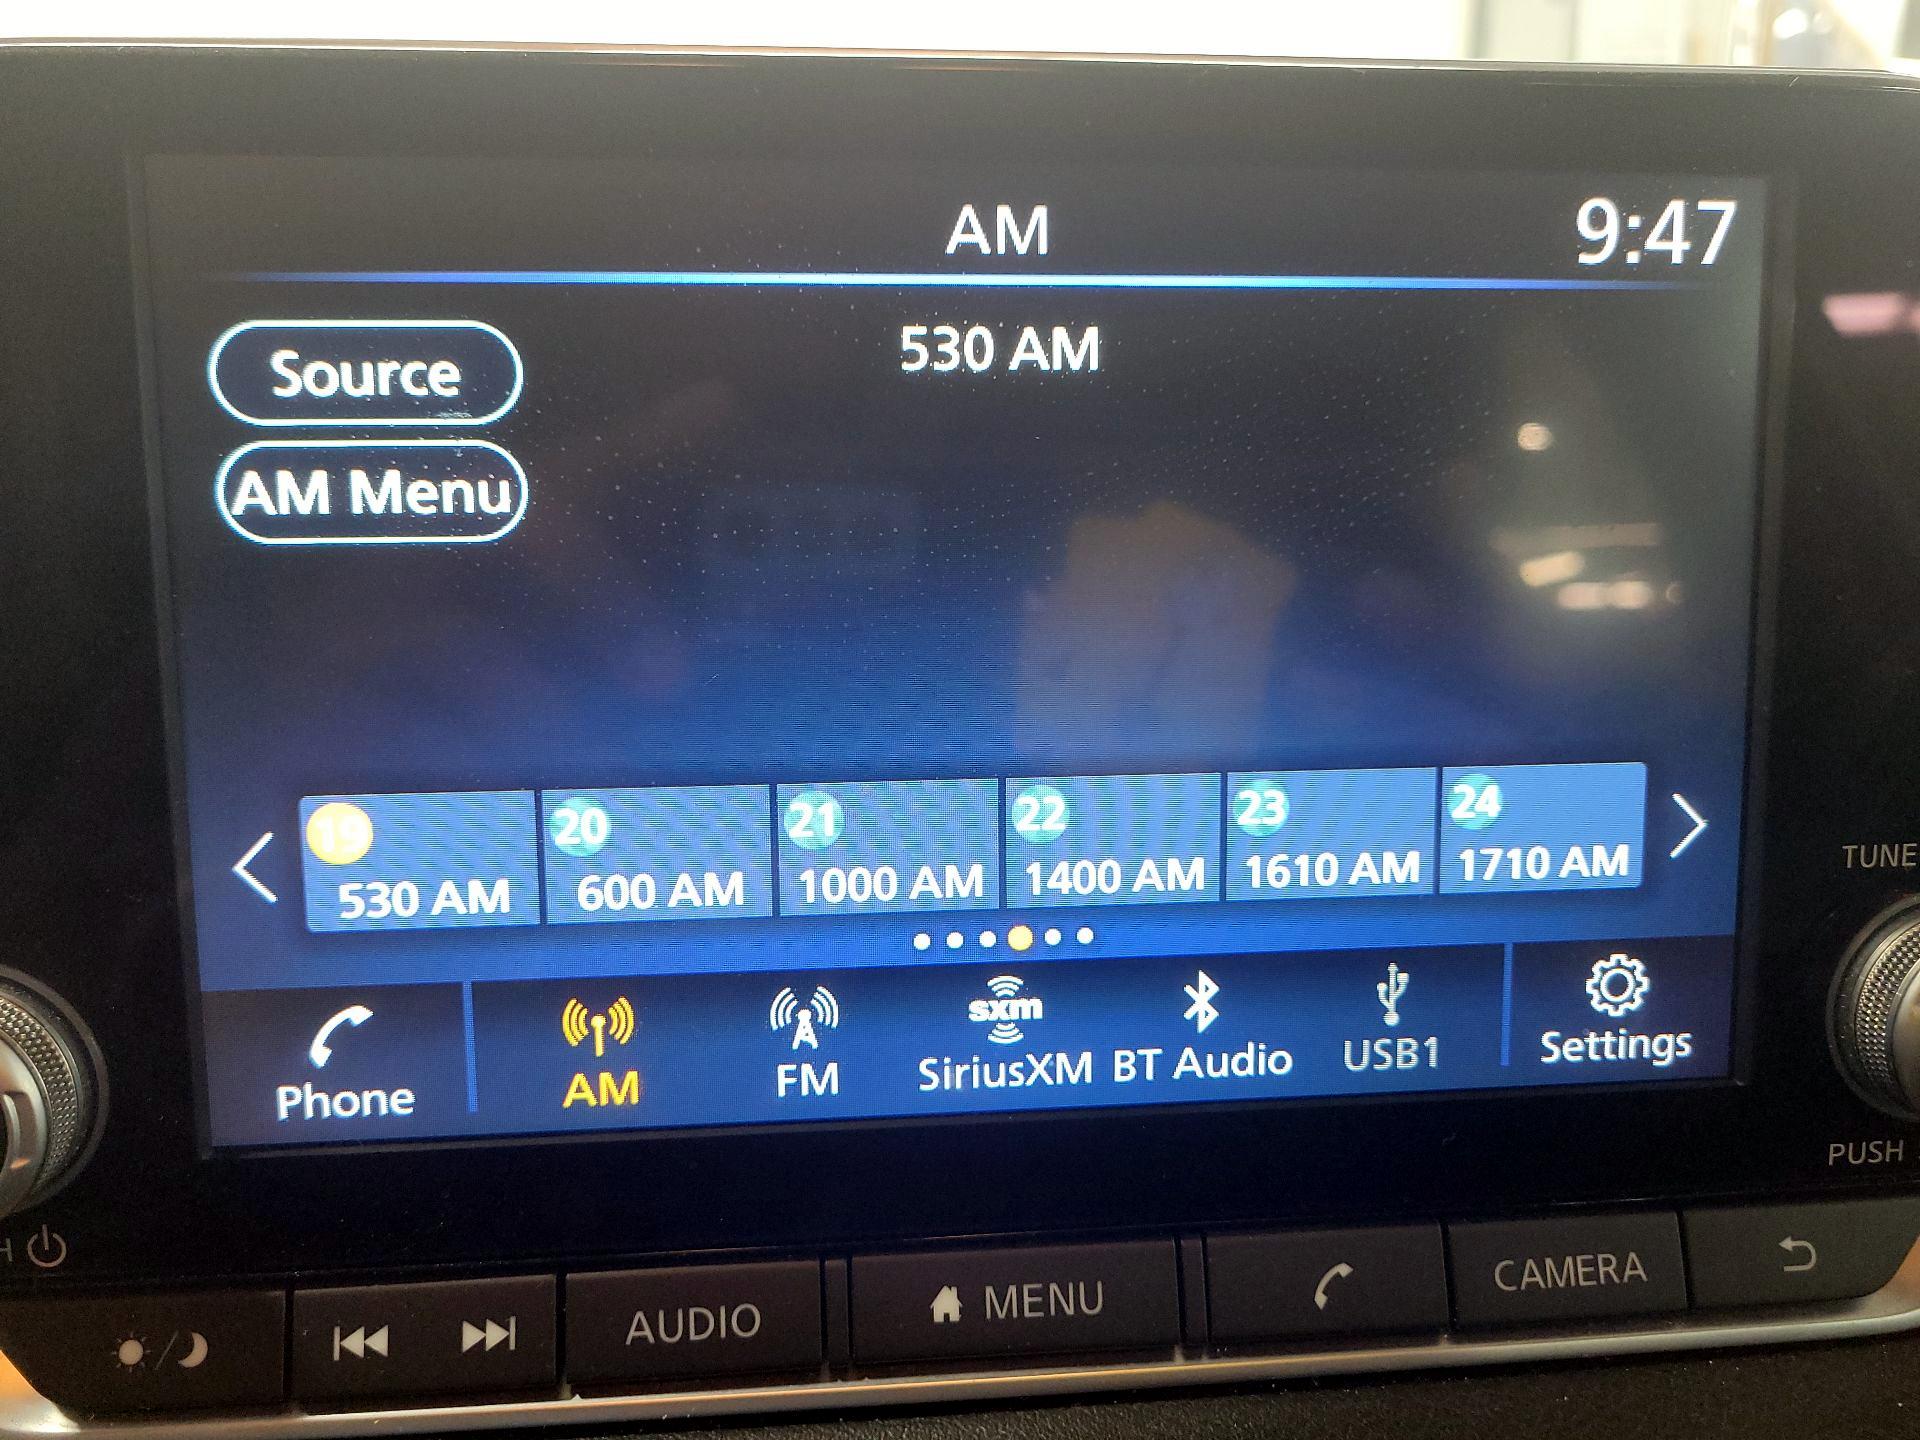 AM
9:47
Source
530 AM
AM Menu
19
20
21
22
23
24
530 AM
600 AM
1000 AM
1400 AM
1610 AM
1710 AM
TUNE
Phone
AM
FM
sxm
SiriusXM
BT Audio
USB1
Settings
PUSH
H
AUDIO
MENU
CAMERA